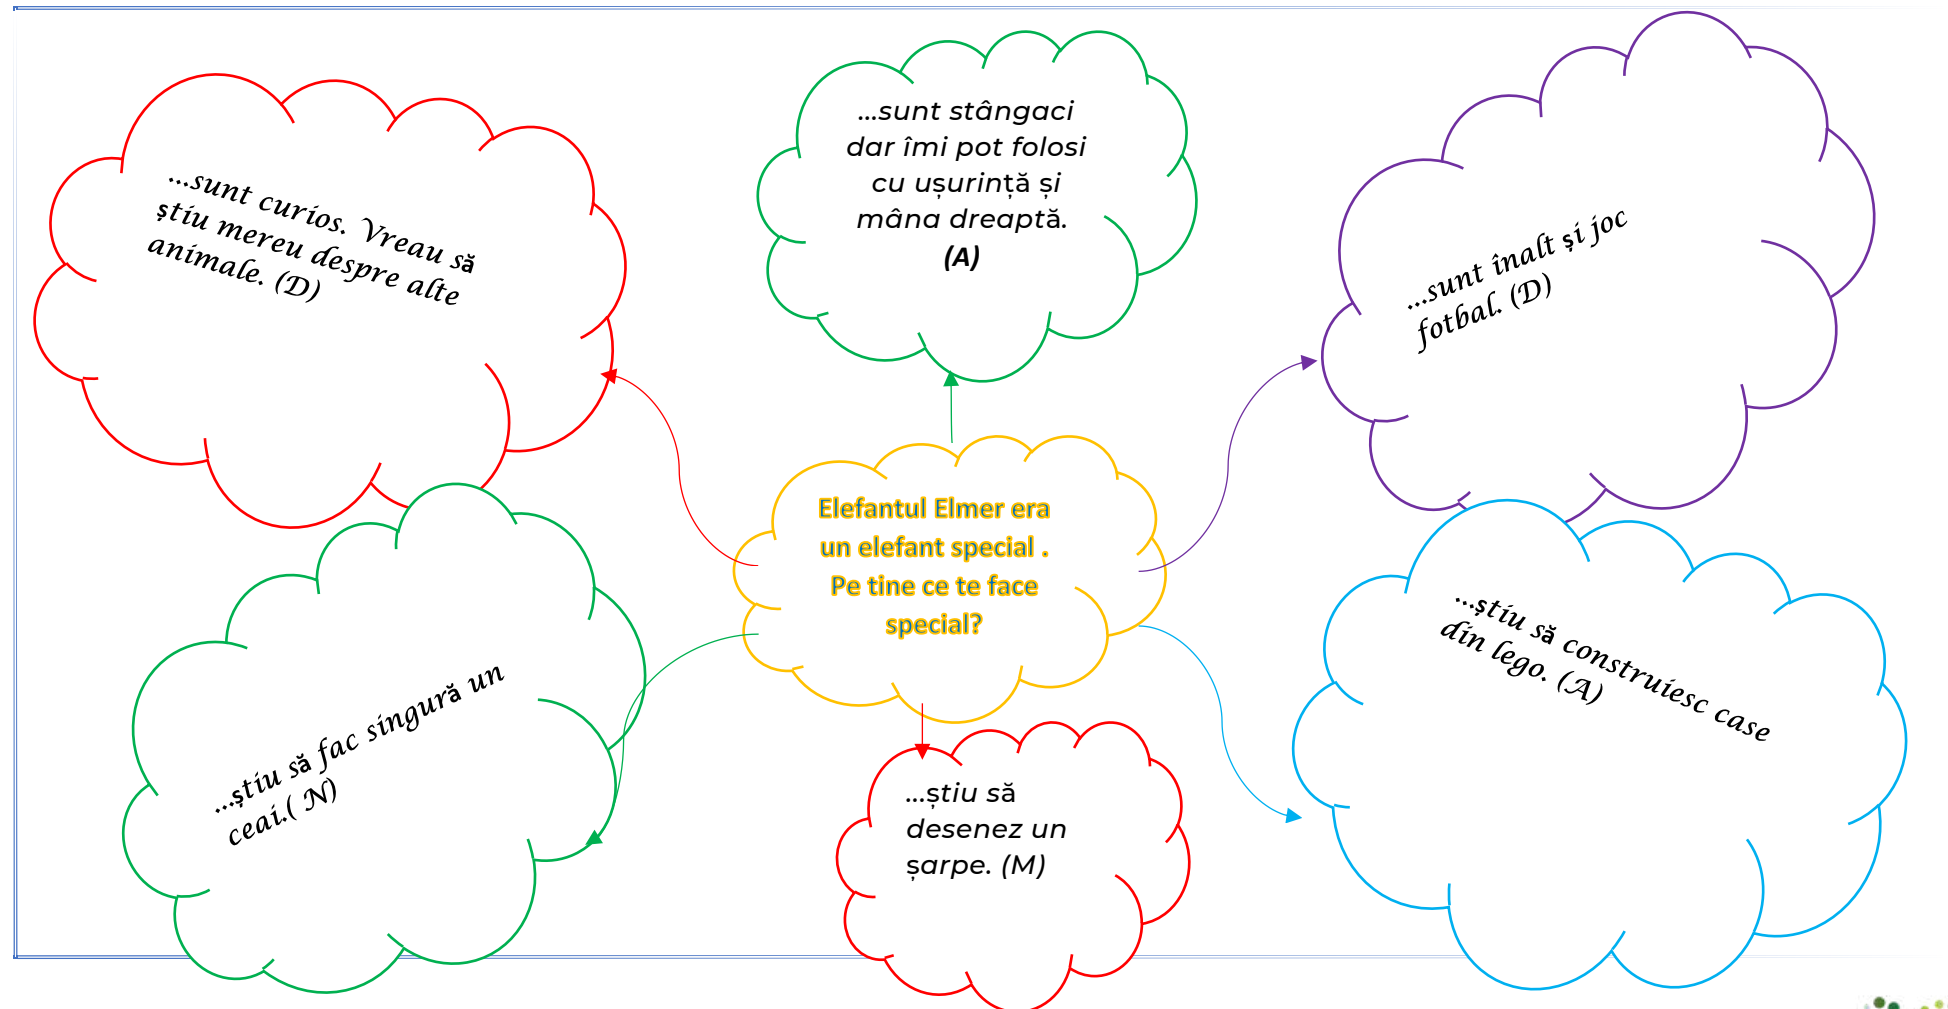 ...sunt curios. Vreau să
știu mereu despre alte
animale. (D)
...sunt stângaci
dar îmi pot folosi
cu ușurință și
mâna dreaptă.
(A)
...sunt înalt și joc
fotbal. (D)
Elefantul Elmer era
un elefant special .
Pe tine ce te face
special?
...știu să fac singură un
ceai.( N)
...știu să
desenez un
șarpe. (M)
...știu să construiesc case
din lego. (A)